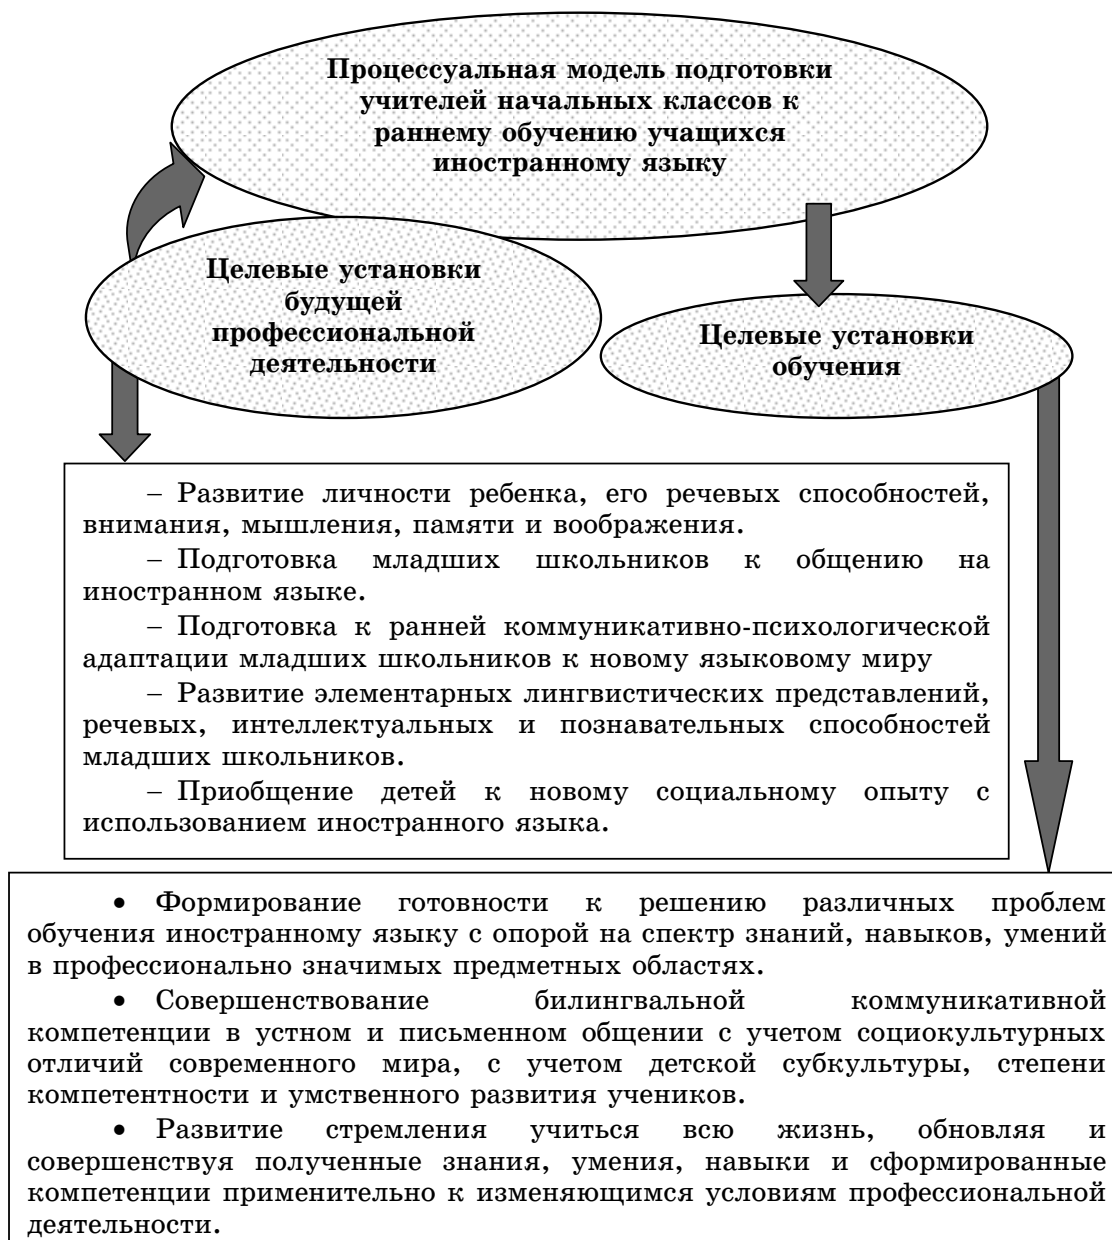 Процессуальная модель подготовки
учителей начальных классов к
раннему обучению учащихся
иностранному языку
Целевые установки
будущей
профессиональной
деятельности
Целевые установки
обучения
– Развитие личности ребенка, его речевых способностей,
внимания, мышления, памяти и воображения.
– Подготовка младших школьников к общению на
иностранном языке.
– Подготовка к ранней коммуникативно-психологической
адаптации младших школьников к новому языковому миру
– Развитие элементарных лингвистических представлений,
речевых, интеллектуальных и познавательных способностей
младших школьников.
– Приобщение детей к новому социальному опыту с
использованием иностранного языка.
• Формирование готовности к решению различных проблем
обучения иностранному языку с опорой на спектр знаний, навыков, умений
в профессионально значимых предметных областях.
• Совершенствование билингвальной коммуникативной
компетенции в устном и письменном общении с учетом социокультурных
отличий современного мира, с учетом детской субкультуры, степени
компетентности и умственного развития учеников.
• Развитие стремления учиться всю жизнь, обновляя и
совершенствуя полученные знания, умения, навыки и сформированные
компетенции применительно к изменяющимся условиям профессиональной
деятельности.